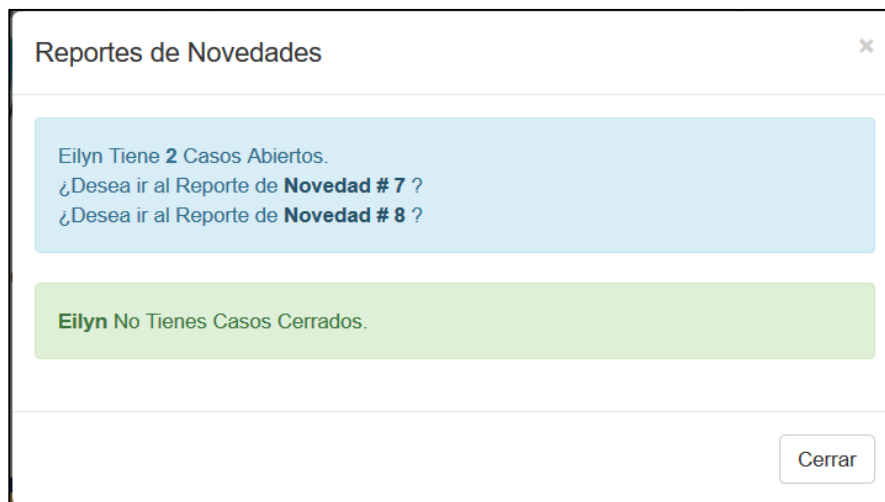 Reportes de Novedades
×
Eilyn Tiene 2 Casos Abiertos.
¿Desea ir al Reporte de Novedad # 7 ?
¿Desea ir al Reporte de Novedad # 8 ?
Eilyn No Tienes Casos Cerrados.
Cerrar